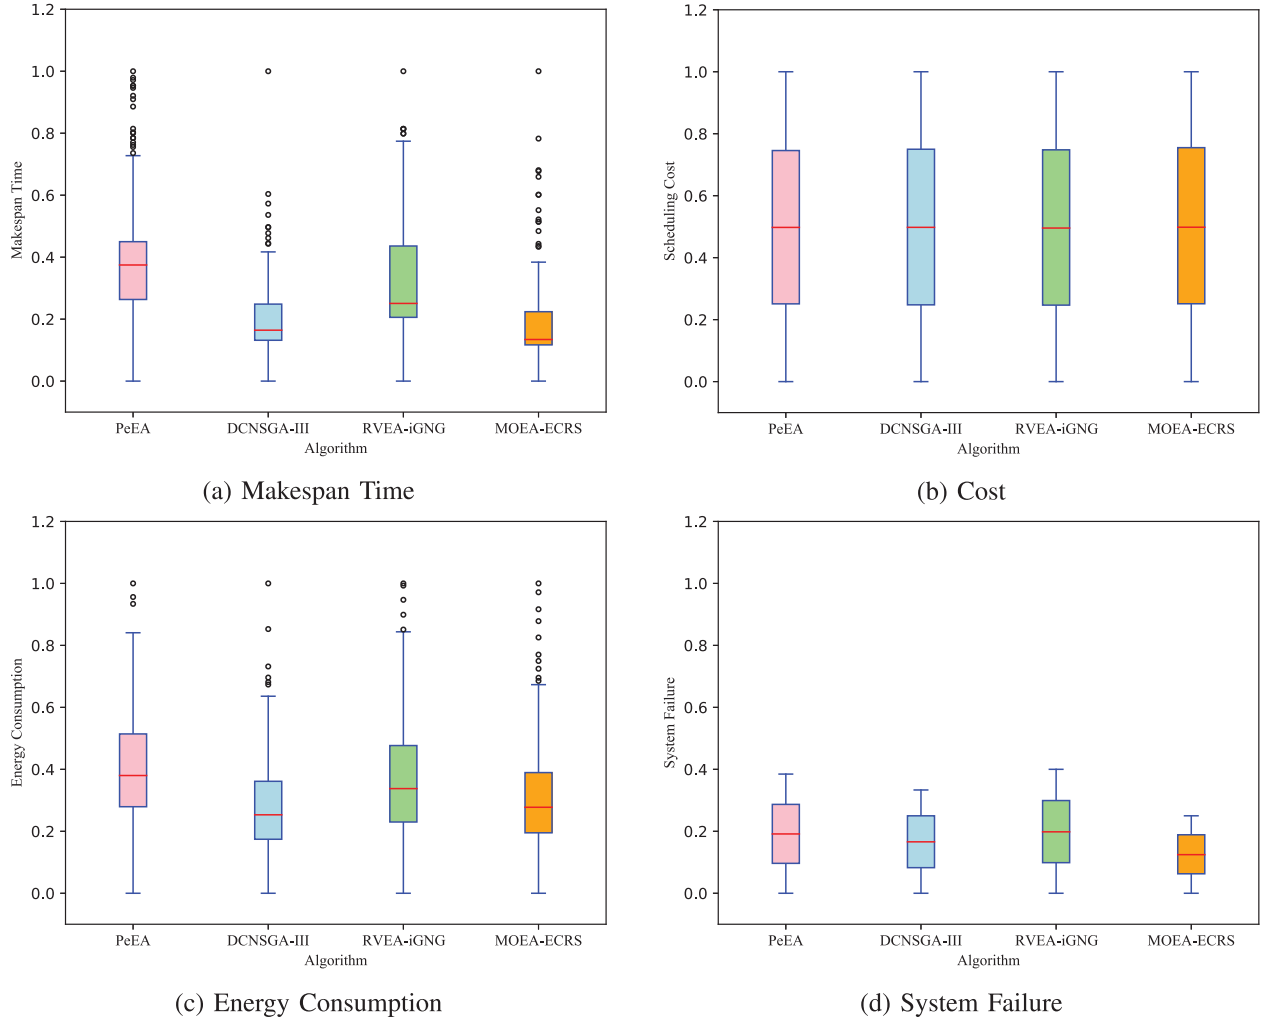 1.2
1.0
0.8
0.6
0.4
0.2
0.0
Makespan Time
PeEA DCNSGA-III RVEA-iGNG MOEA-ECRS
Algorithm
(a) Makespan Time
1.2
1.0
0.8
0.6
0.4
0.2
0.0
Scheduling Cost
PeEA DCNSGA-III RVEA-iGNG MOEA-ECRS
Algorithm
(b) Cost
1.2
1.0
0.8
0.6
0.4
0.2
0.0
Energy Consumption
PeEA DCNSGA-III RVEA-iGNG MOEA-ECRS
Algorithm
(c) Energy Consumption
1.2
1.0
0.8
0.6
0.4
0.2
0.0
System Failure
PeEA DCNSGA-III RVEA-iGNG MOEA-ECRS
Algorithm
(d) System Failure